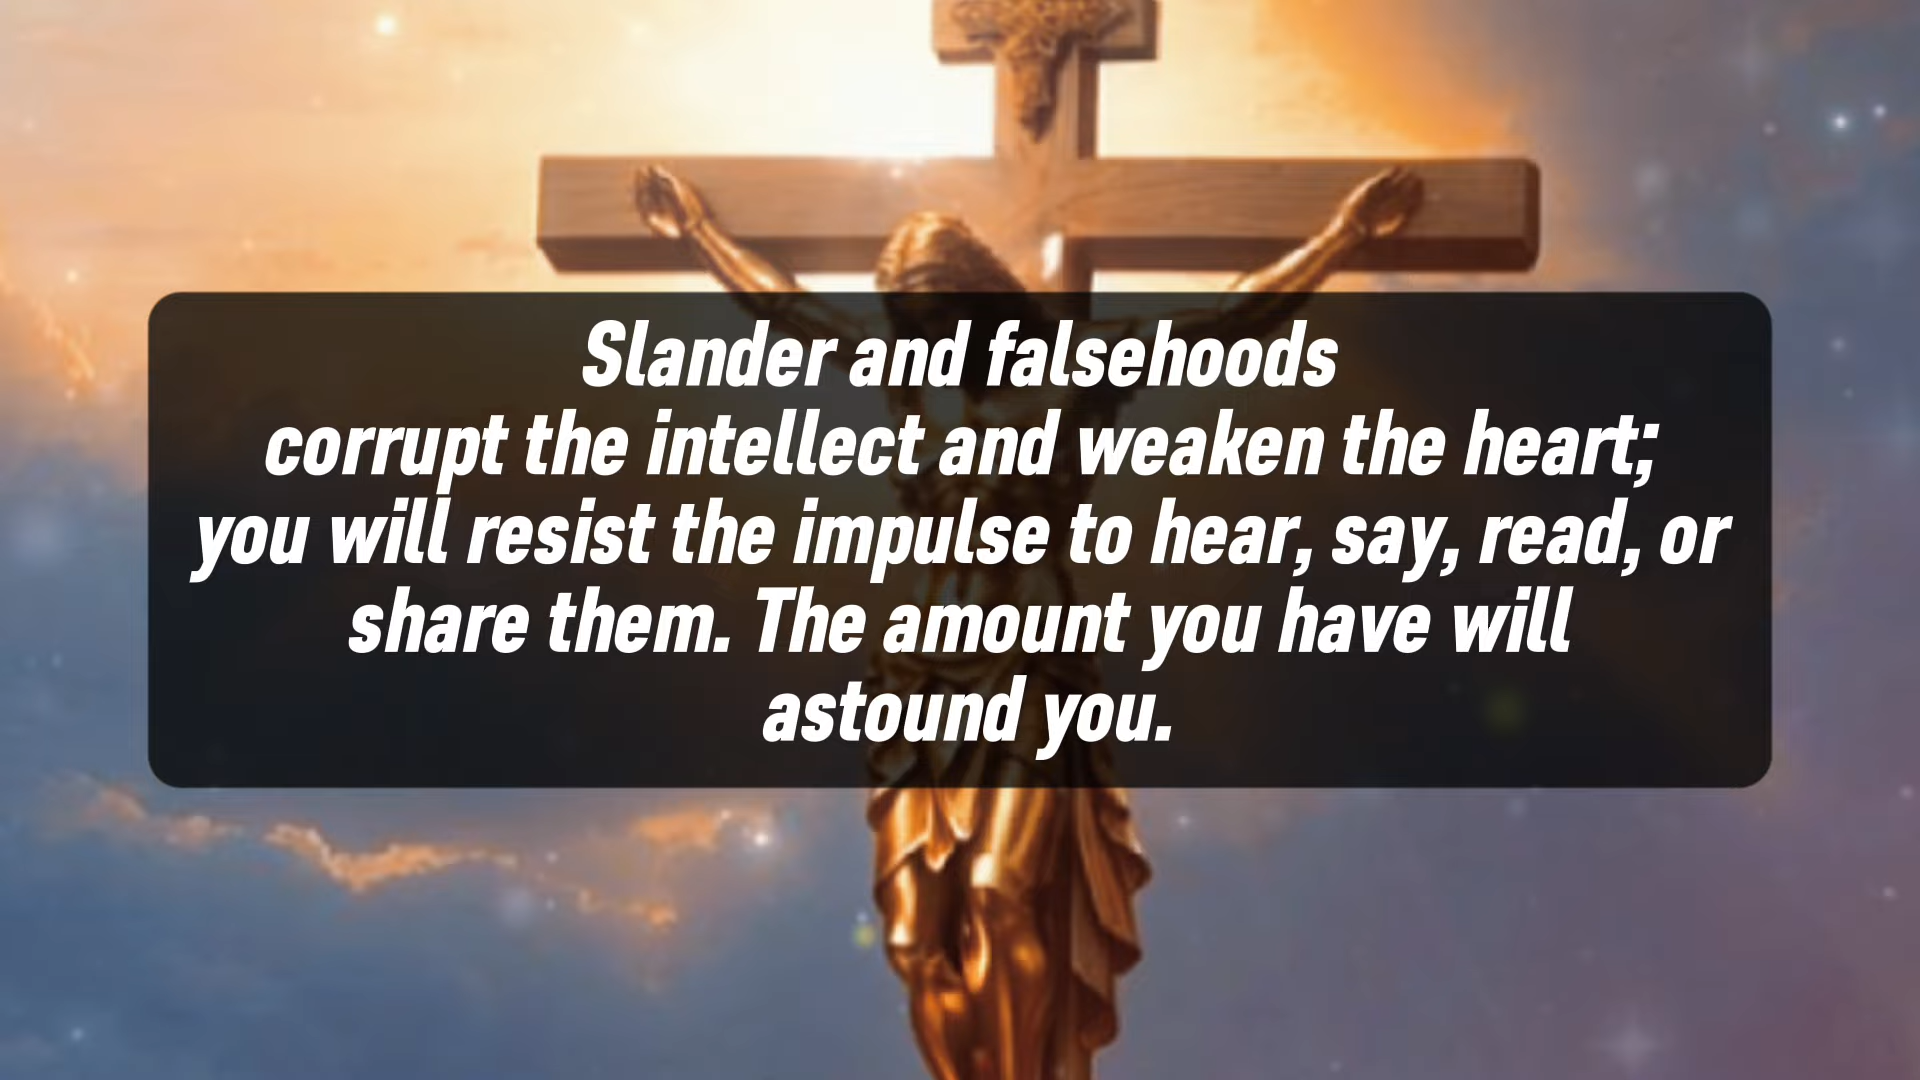 Slander and falsehoods
corrupt the intellect and weaken the heart;
you will resist the impulse to hear, say, read, or
share them. The amount you have will
astound you.